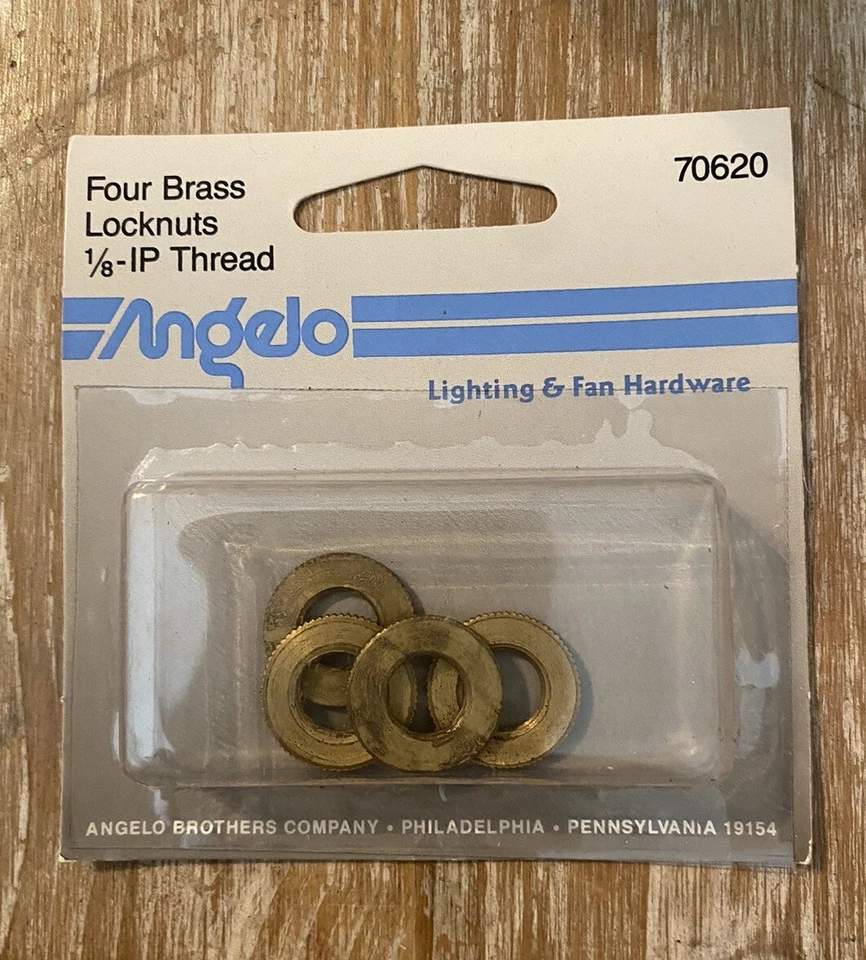 Four Brass
Locknuts
⅛-IP Thread
70620
Angelo
Lighting & Fan Hardware
ANGELO BROTHERS COMPANY • PHILADELPHIA • PENNSYLVANIA 19154